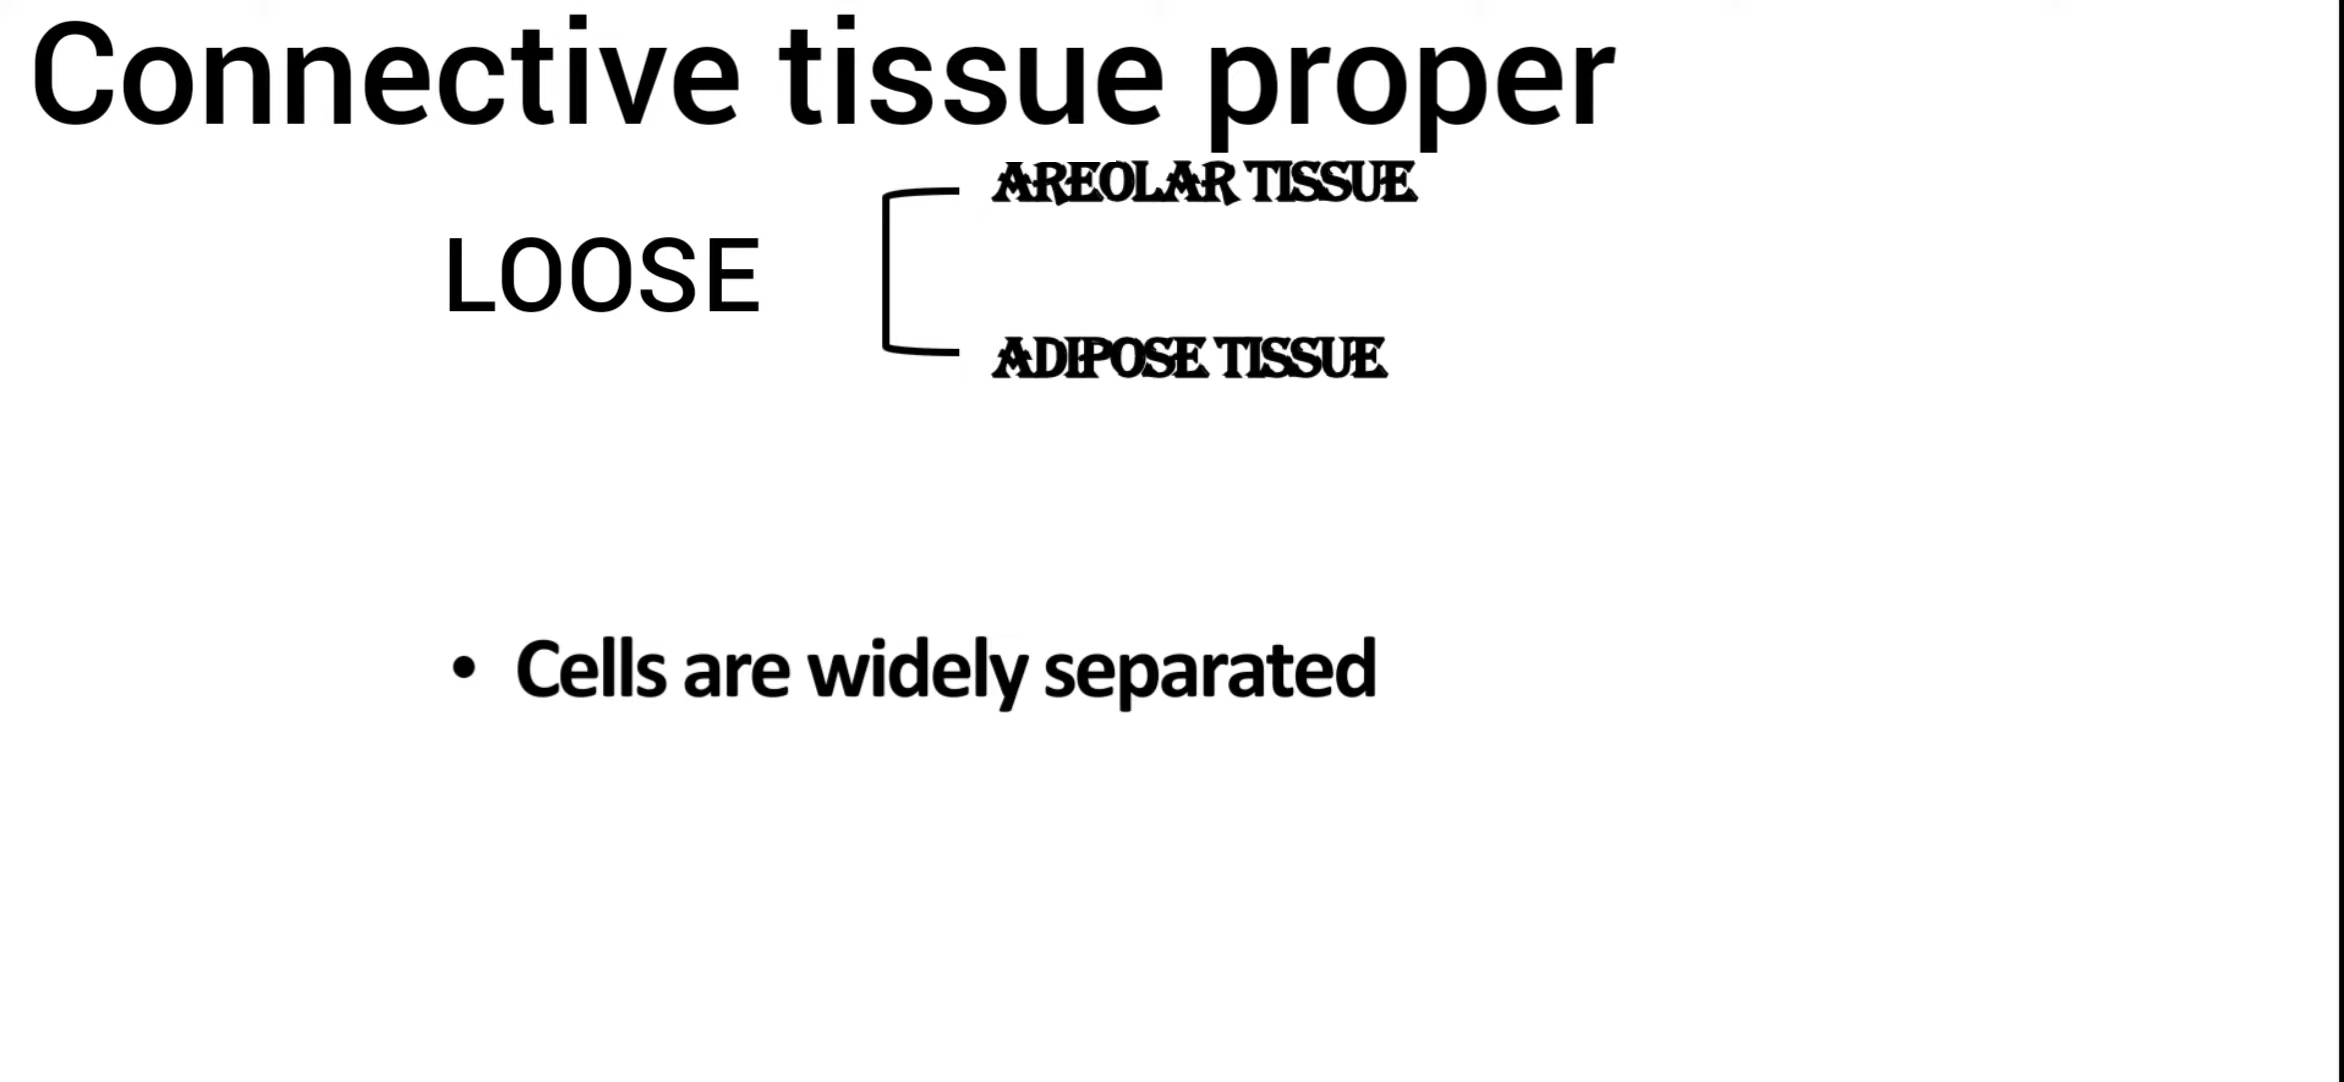 Connective tissue proper
AREOLAR TISSUE
LOOSE
ADIPOSE TISSUE
• Cells are widely separated